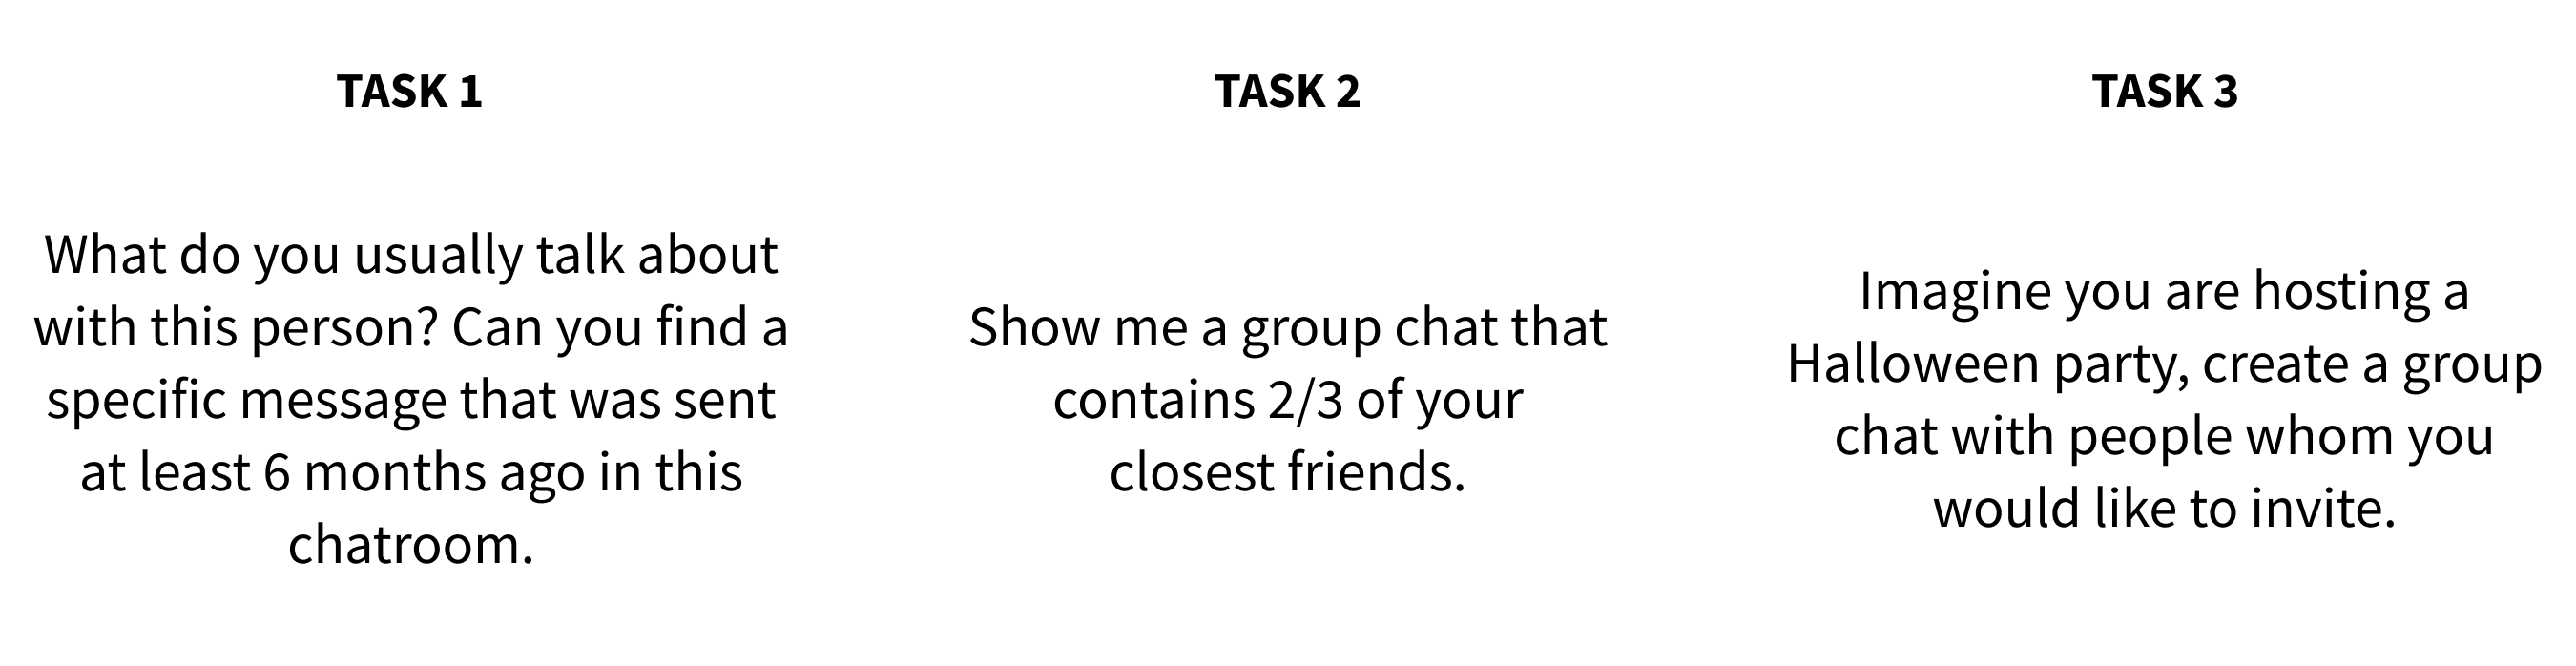 TASK 1
What do you usually talk about
with this person? Can you find a
specific message that was sent
at least 6 months ago in this
chatroom.
TASK 2
Show me a group chat that
contains 2/3 of your
closest friends.
TASK 3
Imagine you are hosting a
Halloween party, create a group
chat with people whom you
would like to invite.